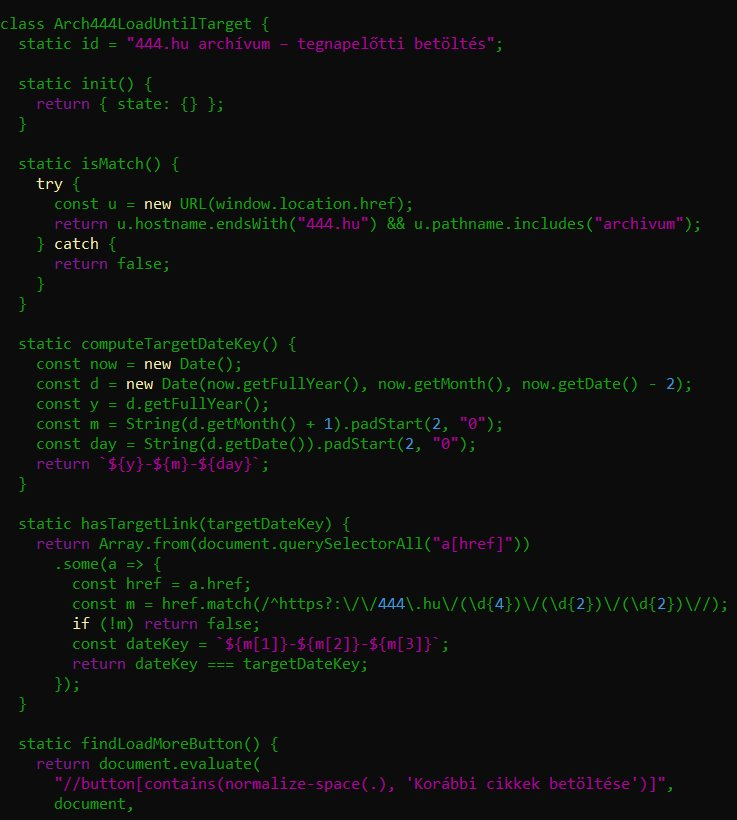 class Arch444LoadUntilTarget {
static id = "444.hu archívum – tegnapelőtti betöltés";
static init() {
return { state: {} };
}
static isMatch() {
try {
const u = new URL(window.location.href);
return u.hostname.endsWith("444.hu") && u.pathname.includes("archivum");
} catch {
return false;
}
}
static computeTargetDateKey() {
const now = new Date();
const d = new Date(now.getFullYear(), now.getMonth(), now.getDate() - 2);
const y = d.getFullYear();
const m = String(d.getMonth() + 1).padStart(2, "0");
const day = String(d.getDate()).padStart(2, "0");
return `${y}-${m}-${day}`;
}
static hasTargetLink(targetDateKey) {
return Array.from(document.querySelectorAll("a[href]"))
.some(a => {
const href = a.href;
const m = href.match(/^https?:\/\/444\.hu\/(\d{4})\/(\d{2})\/(\d{2})\//);
if (!m) return false;
const dateKey = `${m[1]}-${m[2]}-${m[3]}`;
return dateKey === targetDateKey;
});
}
static findLoadMoreButton() {
return document.evaluate(
"//button[contains(normalize-space(.), 'Korábbi cikkek betöltése')]",
document,